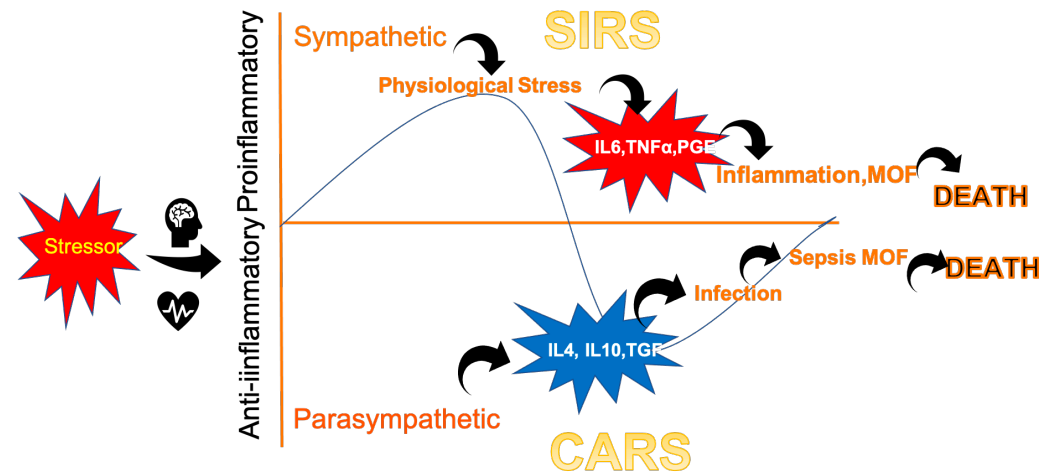 SIRS
Sympathetic
Physiological Stress
IL6,TNFα,PGE
Inflammation,MOF
DEATH
Proinflammatory
Stressor
Anti-iinflammatory
Sepsis MOF
DEATH
Infection
IL4, IL10,TGF
Parasympathetic
CARS